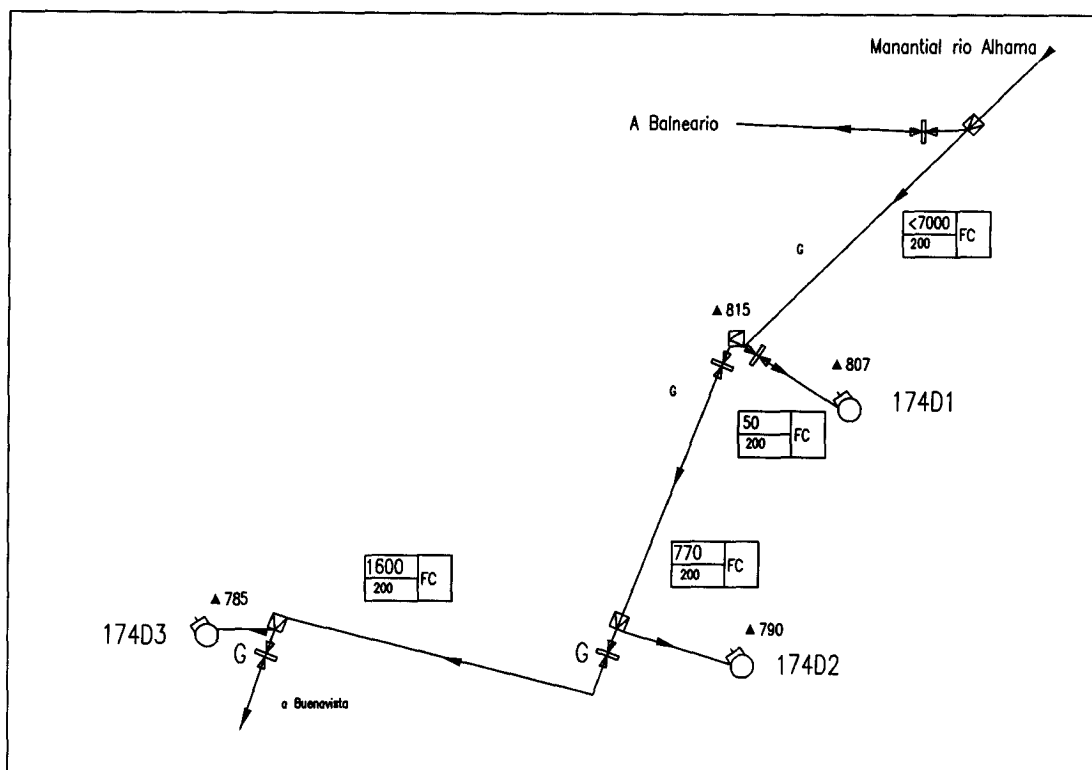 Manantial rio Alhama
A Balneario
<7000
200
FC
G
▲ 815
▲ 807
174D1
G
50
200
FC
770
200
FC
1600
200
FC
▲ 785
174D3
G
a Buenavista
G
▲ 790
174D2